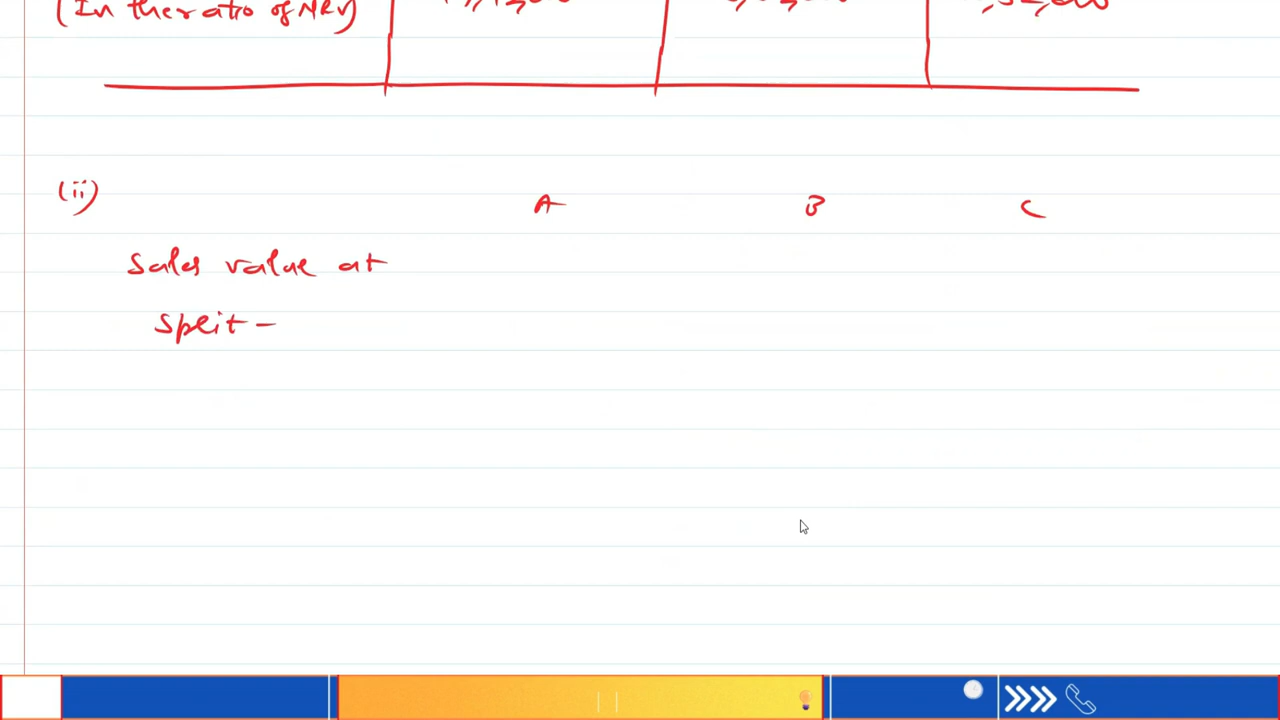 (In the ratio of NRV)
(ii)
A B C
Sales value at
Split -